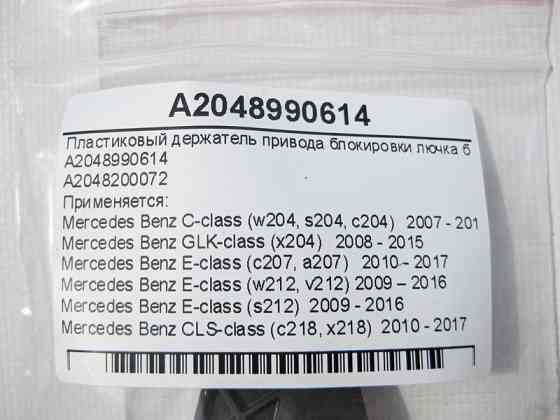 A2048990614
Пластиковый держатель привода блокировки лючка б
A2048990614
A2048200072
Применяется:
Mercedes Benz C-class (w204, s204, c204) 2007 - 201
Mercedes Benz GLK-class (x204) 2008 - 2015
Mercedes Benz E-class (c207, a207) 2010 - 2017
Mercedes Benz E-class (w212, v212) 2009 – 2016
Mercedes Benz E-class (s212) 2009 - 2016
Mercedes Benz CLS-class (c218, x218) 2010 - 2017